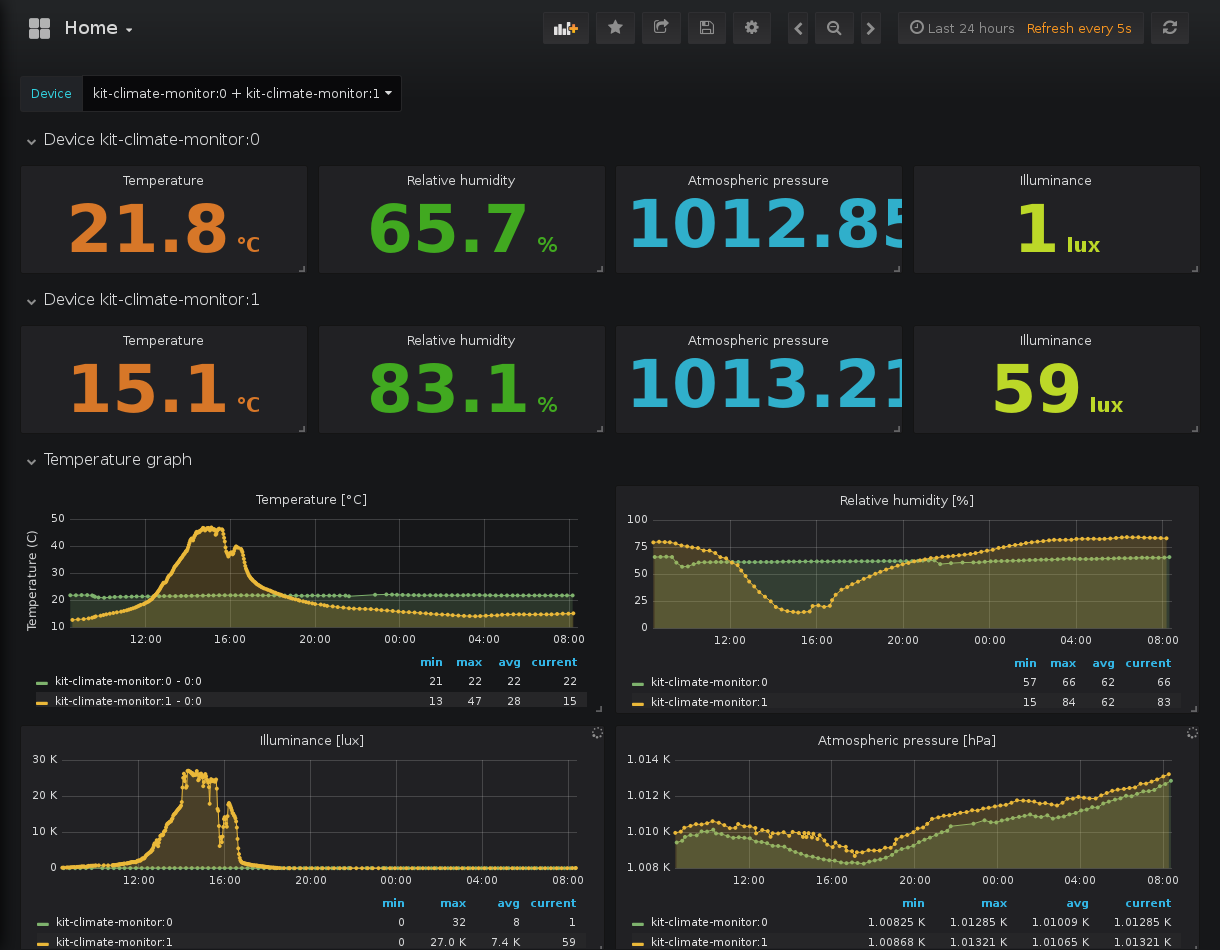 Home
Last 24 hours Refresh every 5s
Device kit-climate-monitor:0 + kit-climate-monitor:1
Device kit-climate-monitor:0
Temperature Relative humidity Atmospheric pressure Illuminance
21.8 °C 65.7 % 1012.85 1 lux
Device kit-climate-monitor:1
Temperature Relative humidity Atmospheric pressure Illuminance
15.1 °C 83.1 % 1013.21 59 lux
Temperature graph
Temperature [°C]
Temperature (C)
50
40
30
20
10
12:00 16:00 20:00 00:00 04:00 08:00
min max avg current
kit-climate-monitor:0 - 0:0 21 22 22 22
kit-climate-monitor:1 - 0:0 13 47 28 15
Relative humidity [%]
100
75
50
25
0
12:00 16:00 20:00 00:00 04:00 08:00
min max avg current
kit-climate-monitor:0 57 66 62 66
kit-climate-monitor:1 15 84 62 83
Illuminance [lux]
30 K
20 K
10 K
0
12:00 16:00 20:00 00:00 04:00 08:00
min max avg current
kit-climate-monitor:0 0 32 8 1
kit-climate-monitor:1 0 27.0 K 7.4 K 59
Atmospheric pressure [hPa]
1.014 K
1.012 K
1.010 K
1.008 K
12:00 16:00 20:00 00:00 04:00 08:00
min max avg current
kit-climate-monitor:0 1.00825 K 1.01285 K 1.01009 K 1.01285 K
kit-climate-monitor:1 1.00868 K 1.01321 K 1.01065 K 1.01321 K